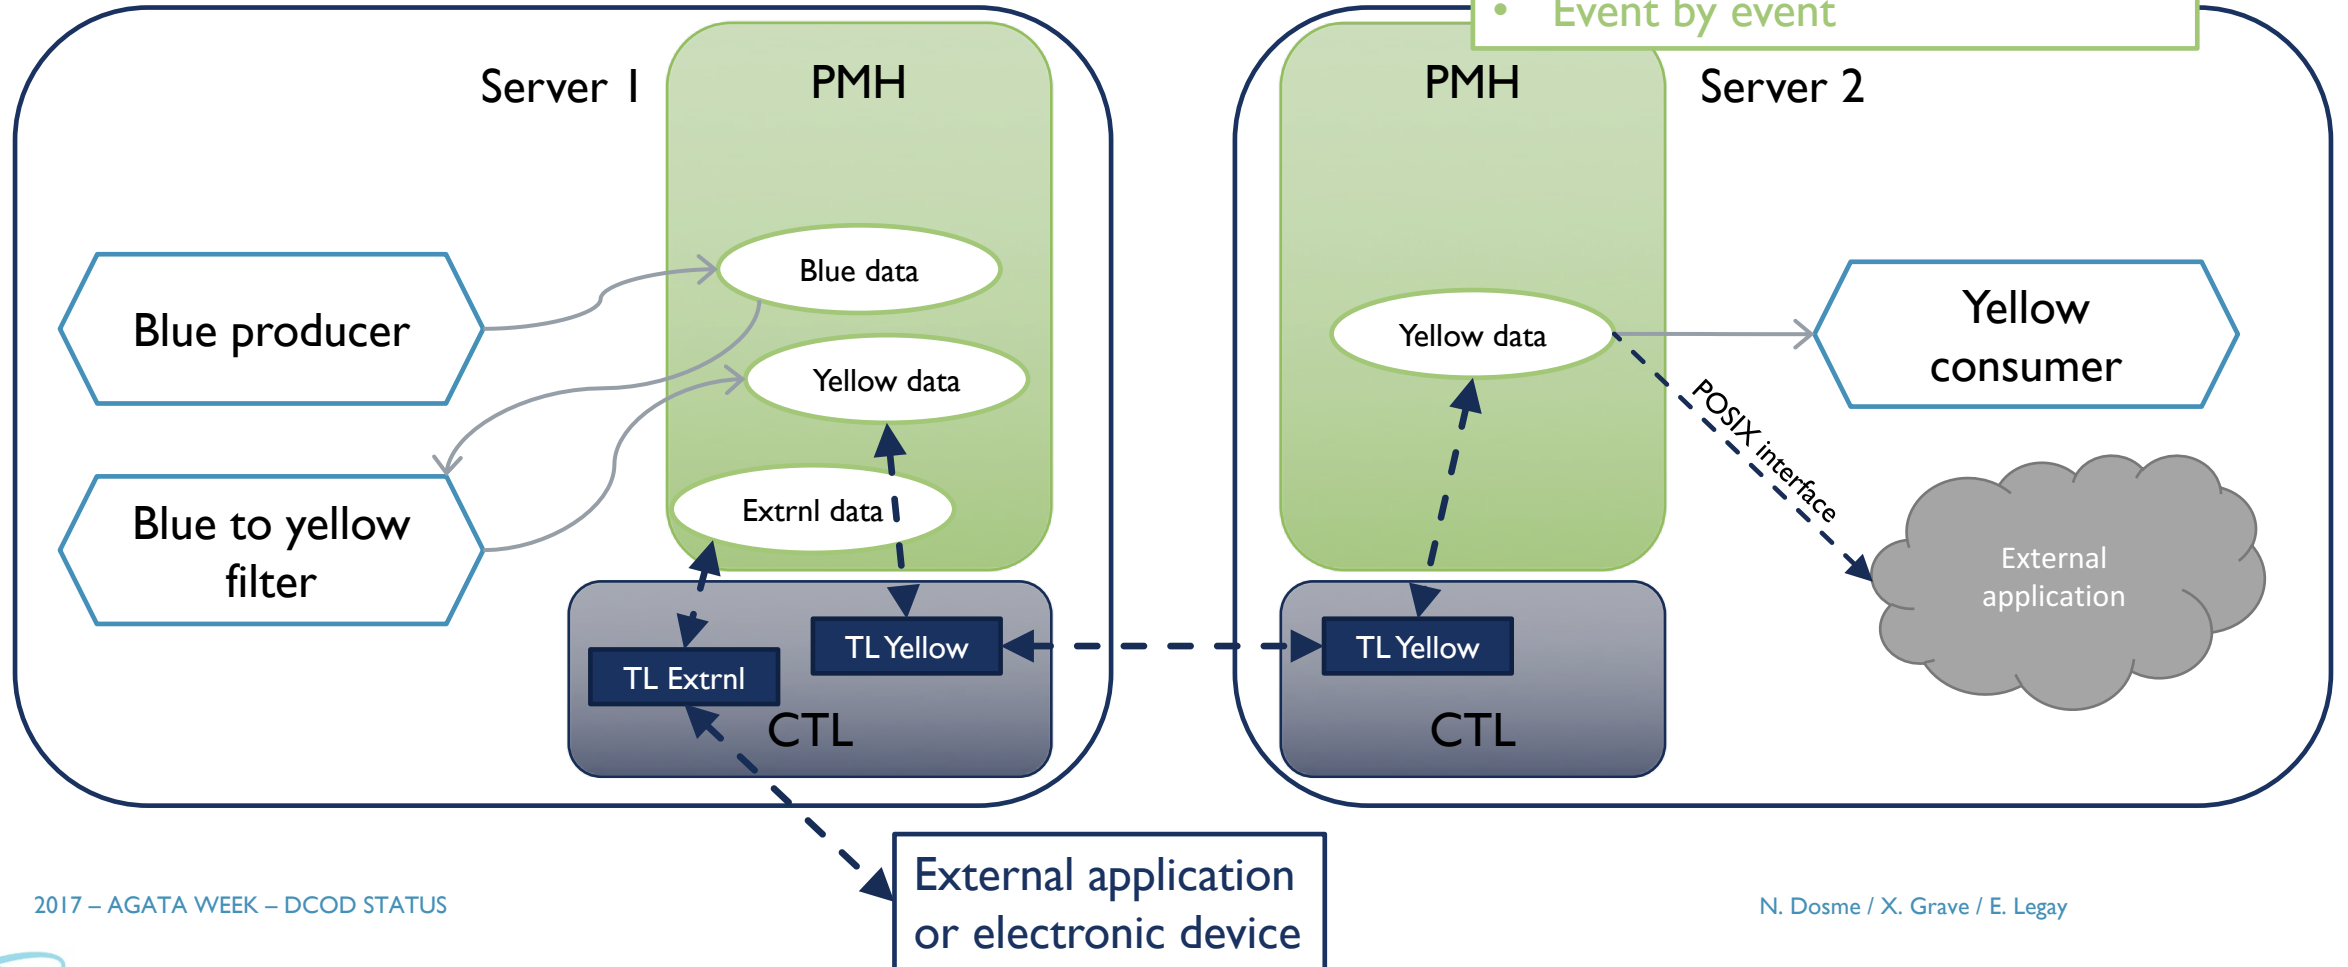 • Event by event
Server 1
PMH
PMH
Server 2
Blue data
Blue producer
Yellow data
Yellow data
Yellow
consumer
POSIX interface
Extrnl data
Blue to yellow
filter
External
application
TL Yellow
TL Yellow
TL Extrnl
CTL
CTL
External application
or electronic device
2017 – AGATA WEEK – DCOD STATUS
N. Dosme / X. Grave / E. Legay